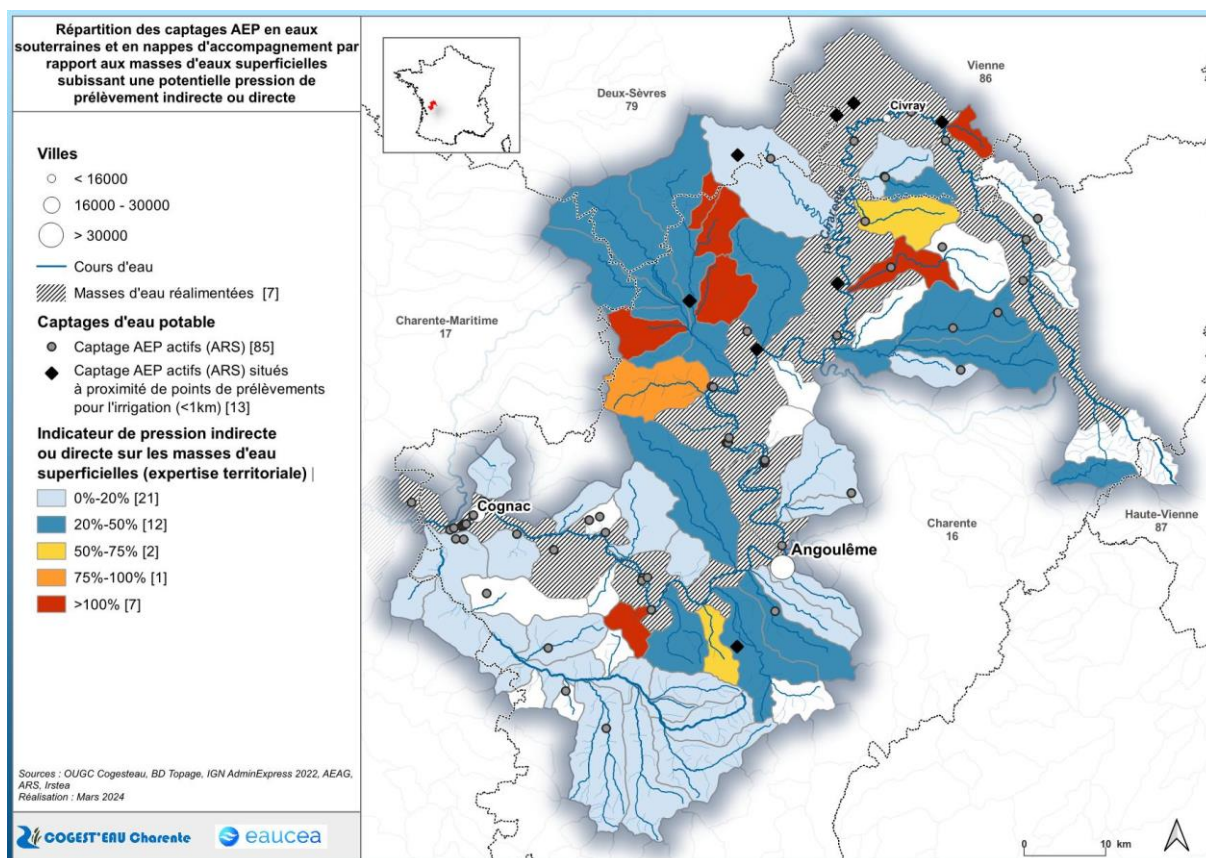 Répartition des captages AEP en eaux
souterraines et en nappes d'accompagnement par
rapport aux masses d'eaux superficielles
subissant une potentielle pression de
prélèvement indirecte ou directe
Villes
< 16000
16000 - 30000
> 30000
Cours d'eau
Masses d'eau réalimentées [7]
Captages d'eau potable
Captage AEP actifs (ARS) [85]
Captage AEP actifs (ARS) situés
à proximité de points de prélèvements
pour l'irrigation (<1km) [13]
Indicateur de pression indirecte
ou directe sur les masses d'eau
superficielles (expertise territoriale) |
0%-20% [21]
20%-50% [12]
50%-75% [2]
75%-100% [1]
>100% [7]
Sources : OUGC Cogesteau, BD Topage, IGN AdminExpress 2022, AEAG,
ARS, Irstea
Réalisation : Mars 2024
COGEST'EAU Charente
eaucea
Vienne
86
Deux-Sèvres
79
Civray
Charente-Maritime
17
Cognac
Angoulême
Charente
16
Haute-Vienne
87
0 10 km